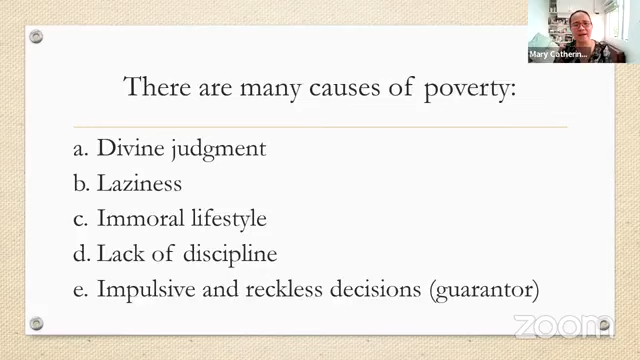 Mary Catherin...
There are many causes of poverty:
a. Divine judgment
b. Laziness
c. Immoral lifestyle
d. Lack of discipline
e. Impulsive and reckless decisions (guarantor)
zoom